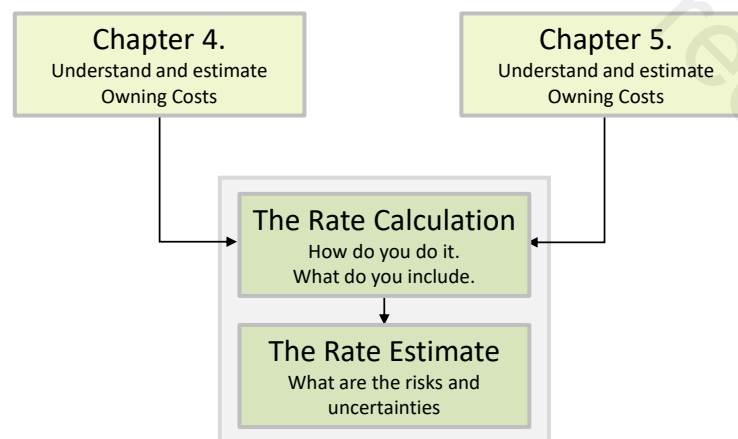 Chapter 4.
Understand and estimate
Owning Costs
Chapter 5.
Understand and estimate
Owning Costs
The Rate Calculation
How do you do it.
What do you include.
The Rate Estimate
What are the risks and
uncertainties